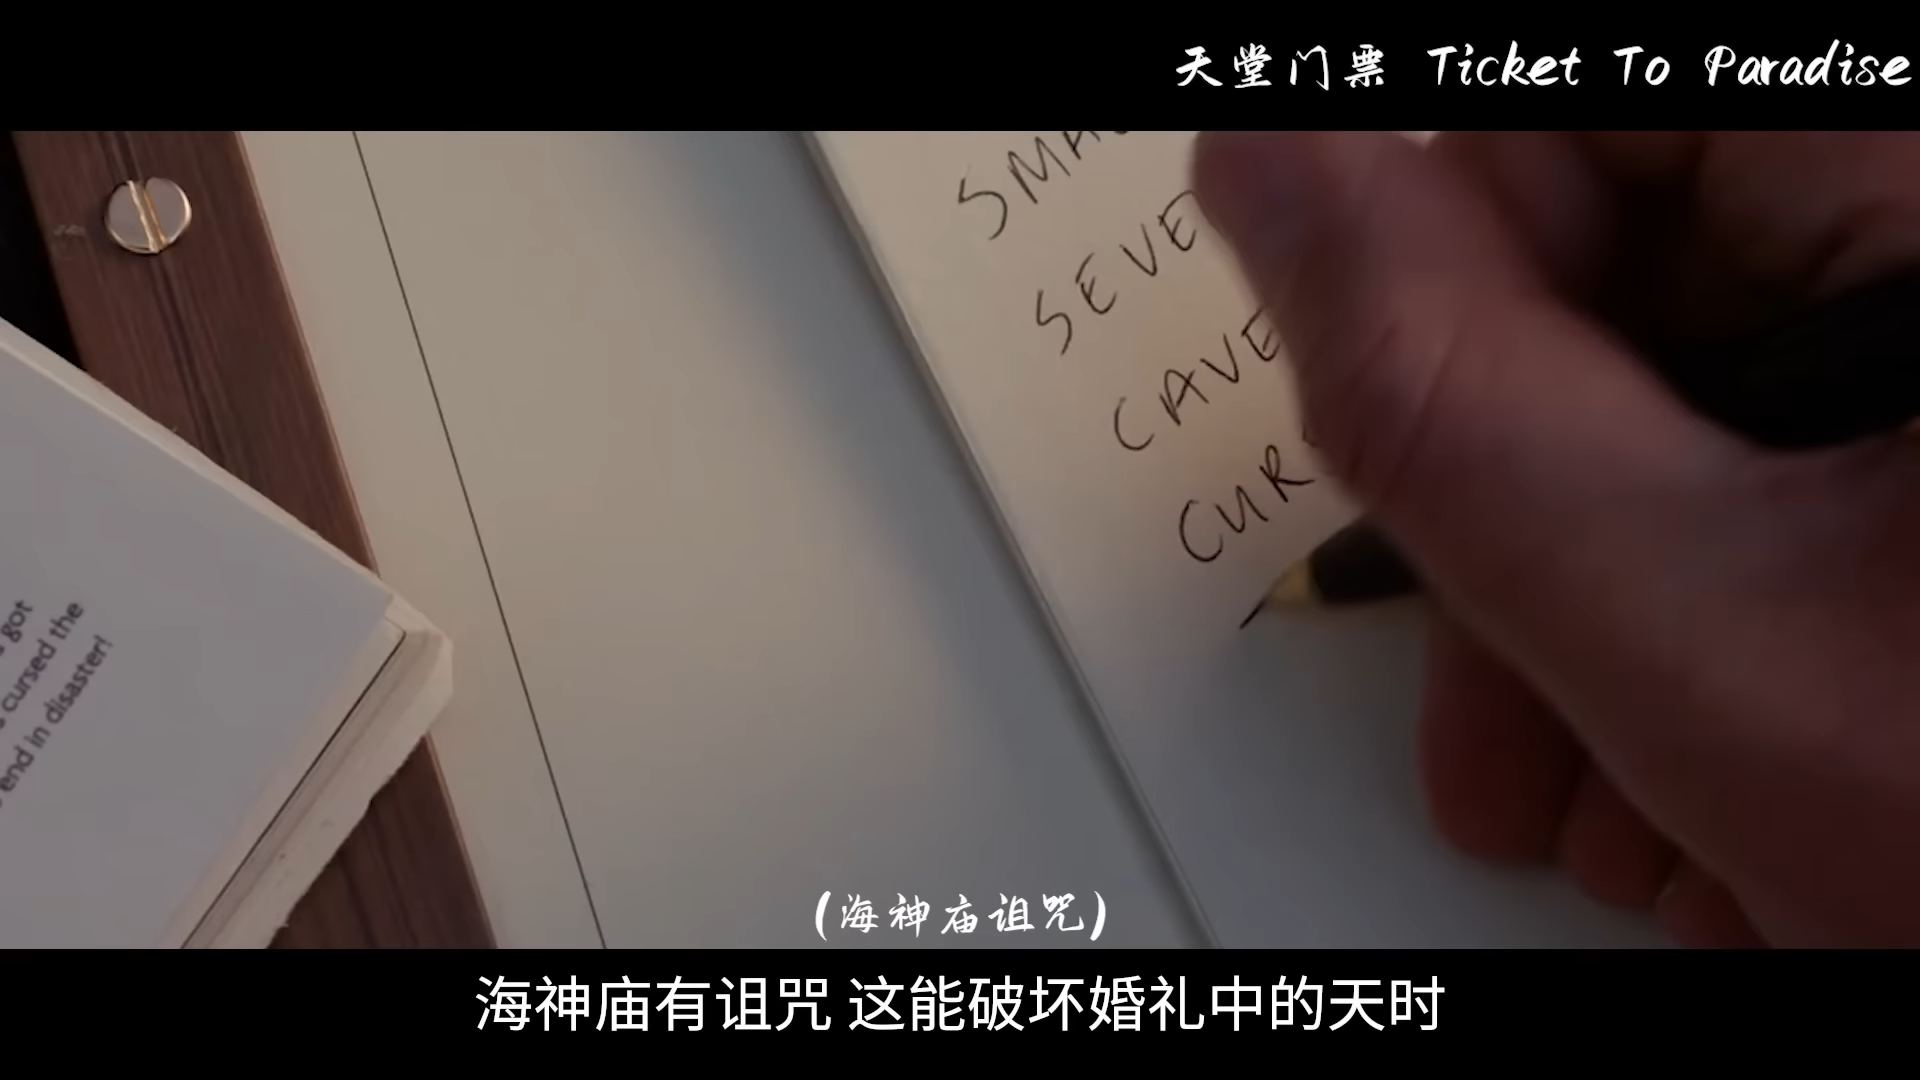 天堂门票 Ticket To Paradise
SMA
SEVE
CAVE
CUR
got
cursed the
end in disaster!
(海神庙诅咒)
海神庙有诅咒 这能破坏婚礼中的天时